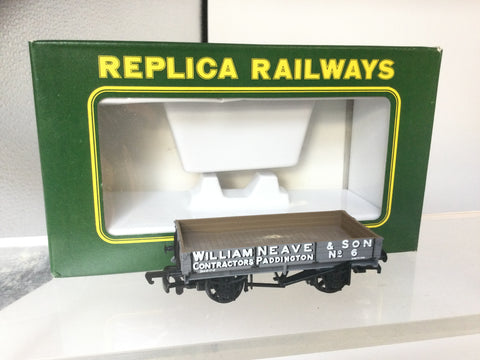 REPLICA RAILWAYS
WILLIAM NEAVE & SON
CONTRACTORS PADDINGTON Nº 6